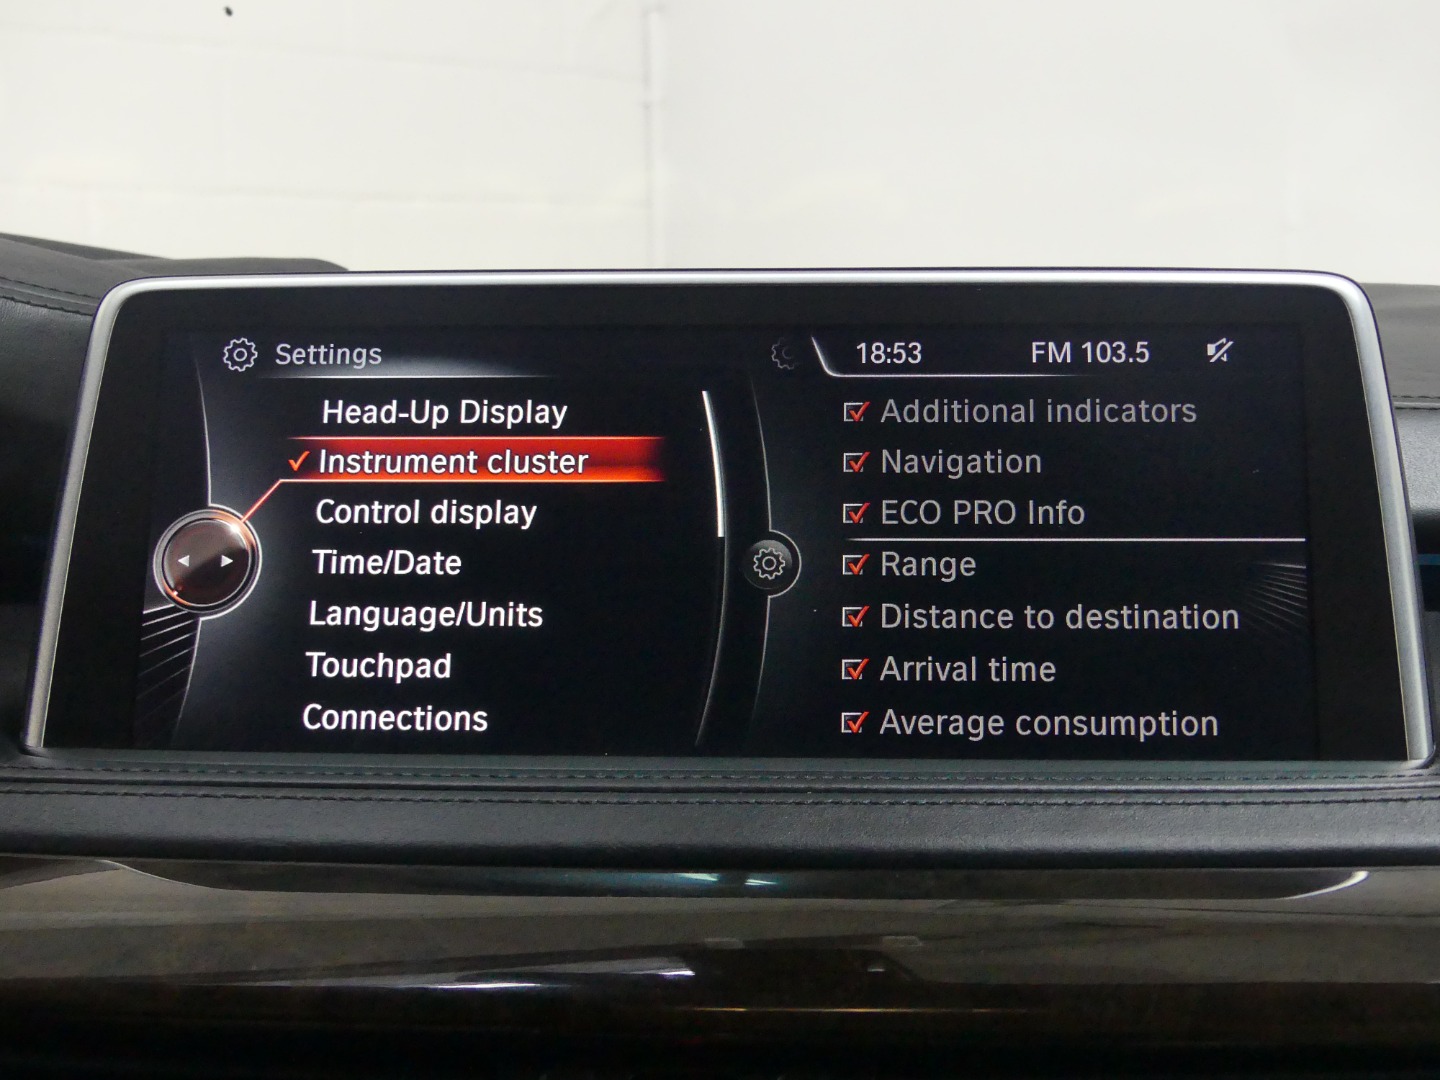 Settings
18:53
FM 103.5
Head-Up Display
Instrument cluster
Control display
Time/Date
Language/Units
Touchpad
Connections
Additional indicators
Navigation
ECO PRO Info
Range
Distance to destination
Arrival time
Average consumption